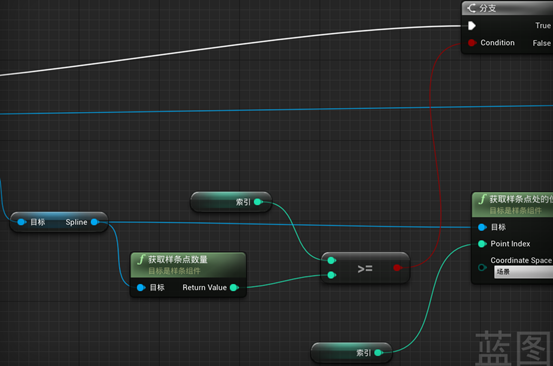 分支
True
Condition
False
目标
Spline
索引
获取样条点处的位
目标是样条组件
目标
Point Index
Coordinate Space
场景
获取样条点数量
目标是样条组件
目标
Return Value
>=
索引
蓝图